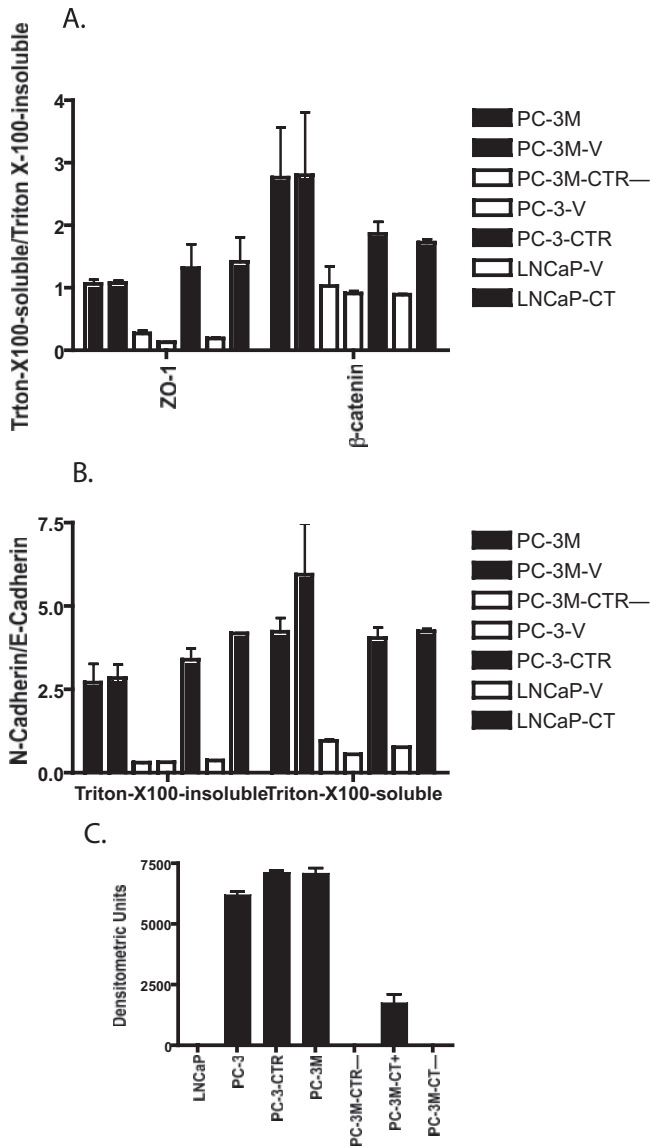 A.
Trton-X100-soluble/Triton X-100-insoluble
4
3
2
1
0
ZO-1
β-catenin
PC-3M
PC-3M-V
PC-3M-CTR—
PC-3-V
PC-3-CTR
LNCaP-V
LNCaP-CT
B.
N-Cadherin/E-Cadherin
7.5
5.0
2.5
0.0
Triton-X100-insoluble
Triton-X100-soluble
PC-3M
PC-3M-V
PC-3M-CTR—
PC-3-V
PC-3-CTR
LNCaP-V
LNCaP-CT
C.
Densitometric Units
7500
5000
2500
0
LNCaP
PC-3
PC-3-CTR
PC-3M
PC-3M-CTR—
PC-3M-CT+
PC-3M-CT—